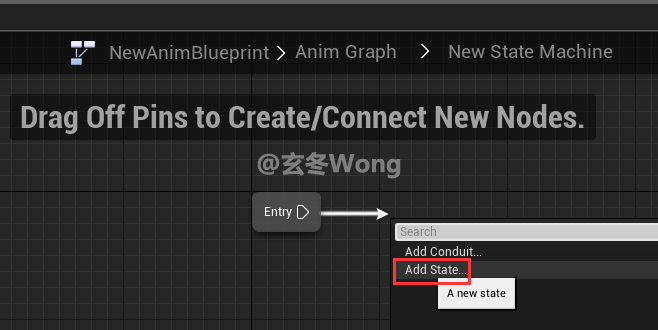 NewAnimBlueprint > Anim Graph > New State Machine
Drag Off Pins to Create/Connect New Nodes.
@玄冬Wong
Entry
Search
Add Conduit...
Add State...
A new state